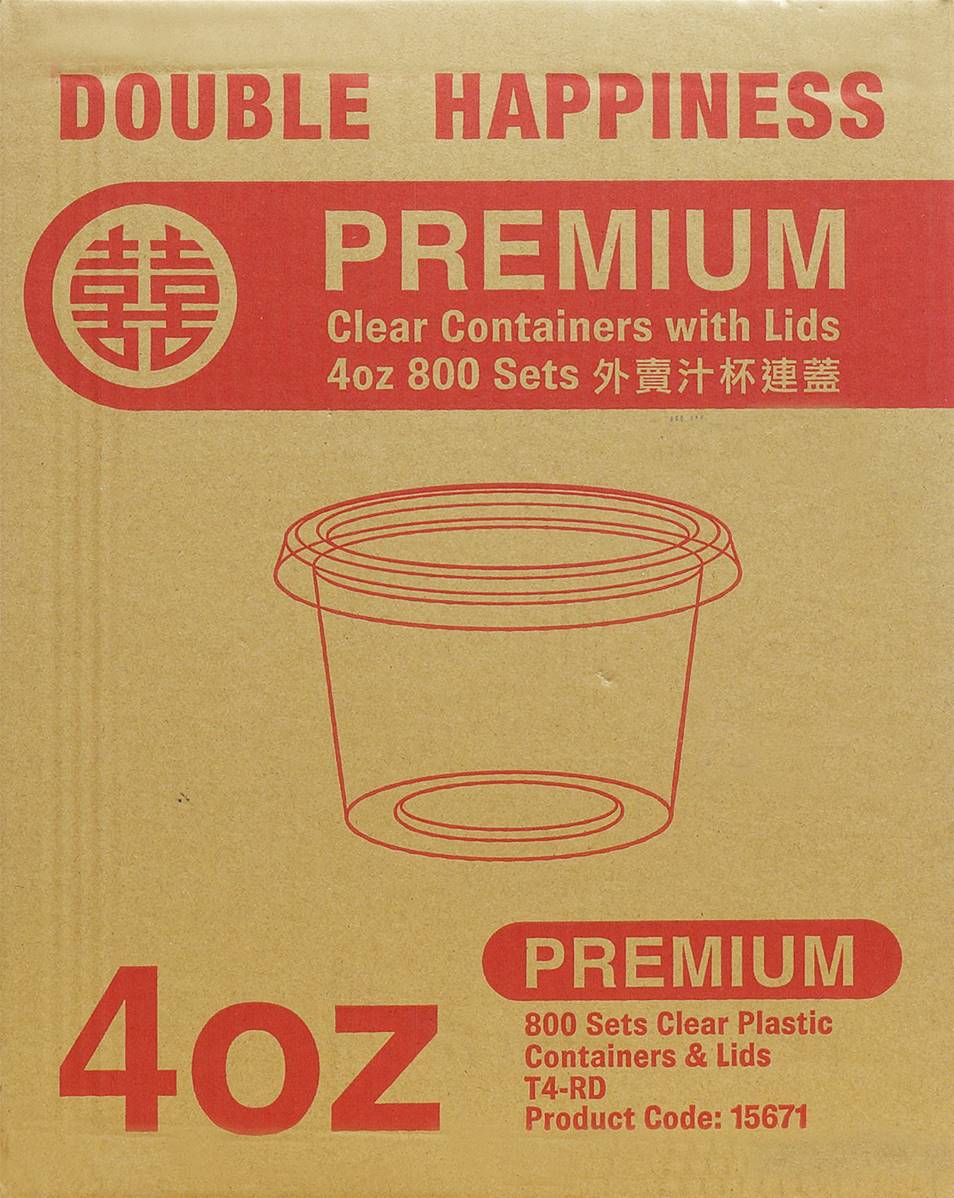 DOUBLE HAPPINESS
囍
PREMIUM
Clear Containers with Lids
4oz 800 Sets 外賣汁杯連蓋
4oz
PREMIUM
800 Sets Clear Plastic
Containers & Lids
T4-RD
Product Code: 15671